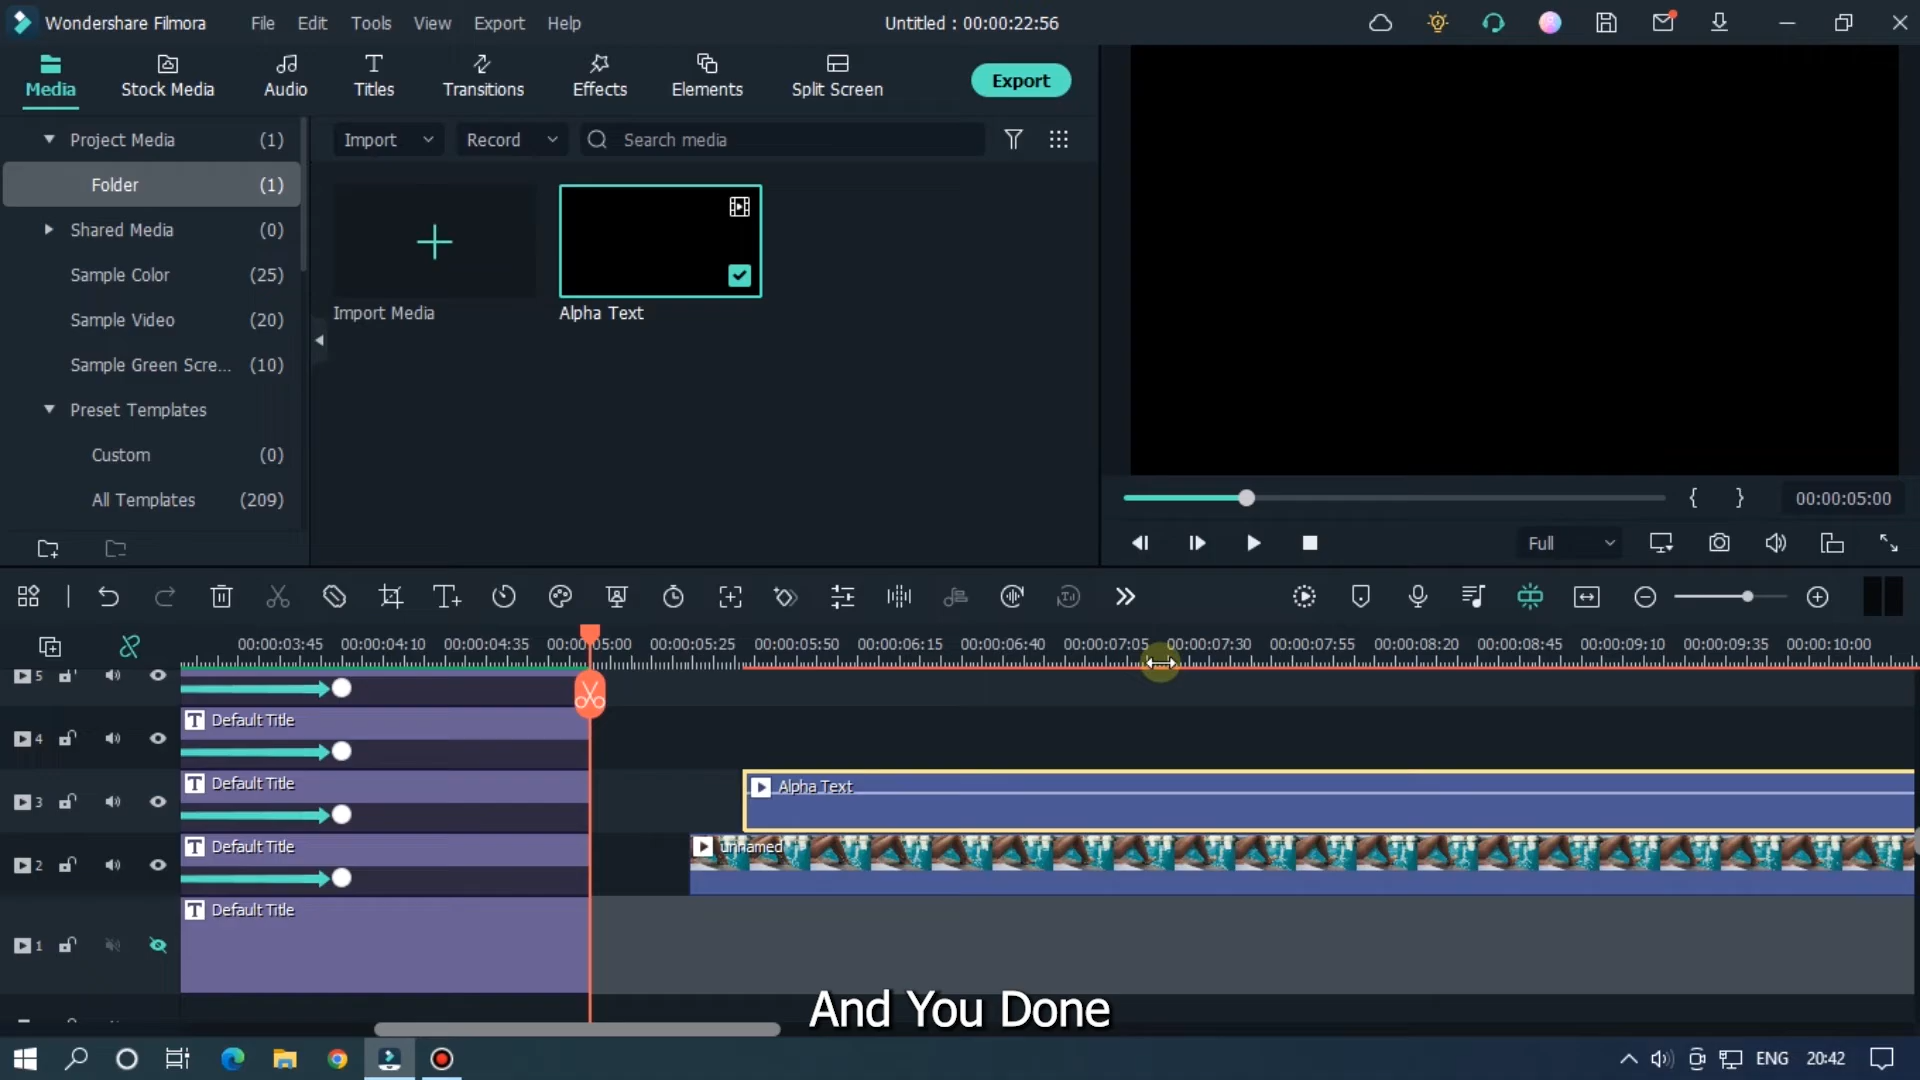 Wondershare Filmora File Edit Tools View Export Help Untitled : 00:00:22:56
Media Stock Media Audio Titles Transitions Effects Elements Split Screen Export
Project Media (1)
Folder (1)
Shared Media (0)
Sample Color (25)
Sample Video (20)
Sample Green Scre... (10)
Preset Templates
Custom (0)
All Templates (209)
Import Record Search media
Import Media Alpha Text
{ } 00:00:05:00
Full
00:00:03:45 00:00:04:10 00:00:04:35 00:00:05:00 00:00:05:25 00:00:05:50 00:00:06:15 00:00:06:40 00:00:07:05 00:00:07:30 00:00:07:55 00:00:08:20 00:00:08:45 00:00:09:10 00:00:09:35 00:00:10:00
5
4 Default Title
3 Default Title Alpha Text
2 Default Title unnamed
1 Default Title
And You Done
ENG 20:42